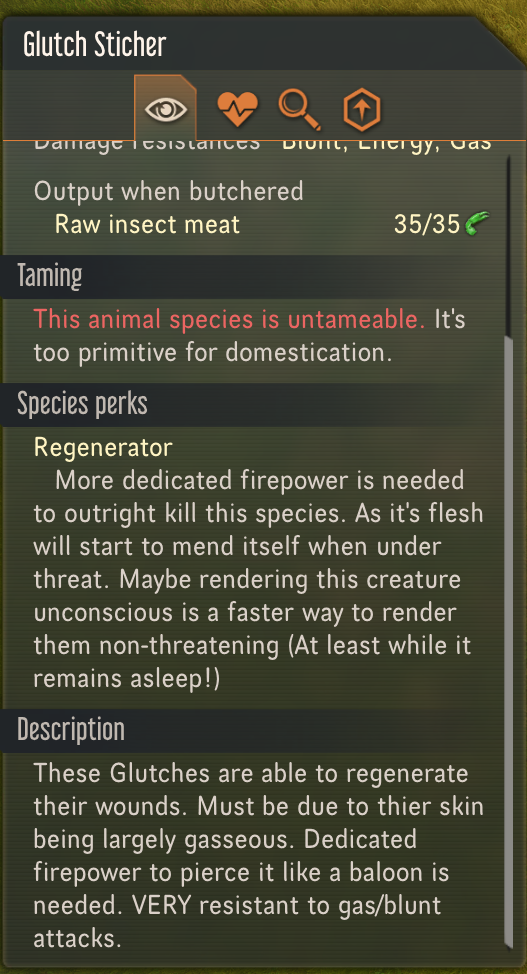 Glutch Sticher
Damage resistances Blunt, Energy, Gas
Output when butchered
Raw insect meat 35/35
Taming
This animal species is untameable. It's
too primitive for domestication.
Species perks
Regenerator
More dedicated firepower is needed
to outright kill this species. As it's flesh
will start to mend itself when under
threat. Maybe rendering this creature
unconscious is a faster way to render
them non-threatening (At least while it
remains asleep!)
Description
These Glutches are able to regenerate
their wounds. Must be due to thier skin
being largely gasseous. Dedicated
firepower to pierce it like a baloon is
needed. VERY resistant to gas/blunt
attacks.